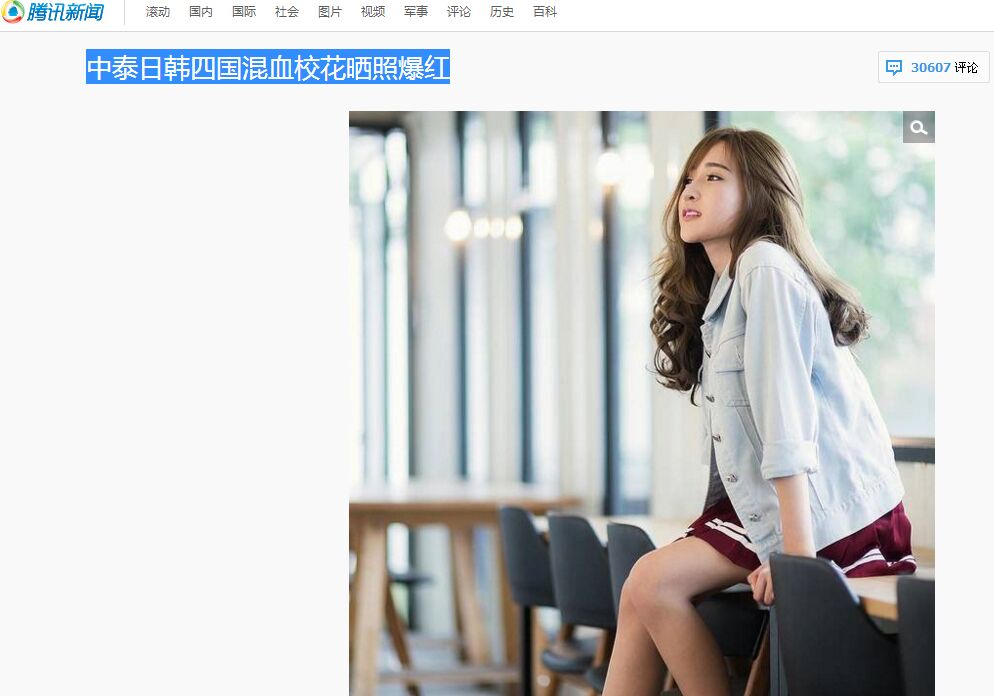 腾讯新闻 滚动 国内 国际 社会 图片 视频 军事 评论 历史 百科
中泰日韩四国混血校花晒照爆红
30607 评论